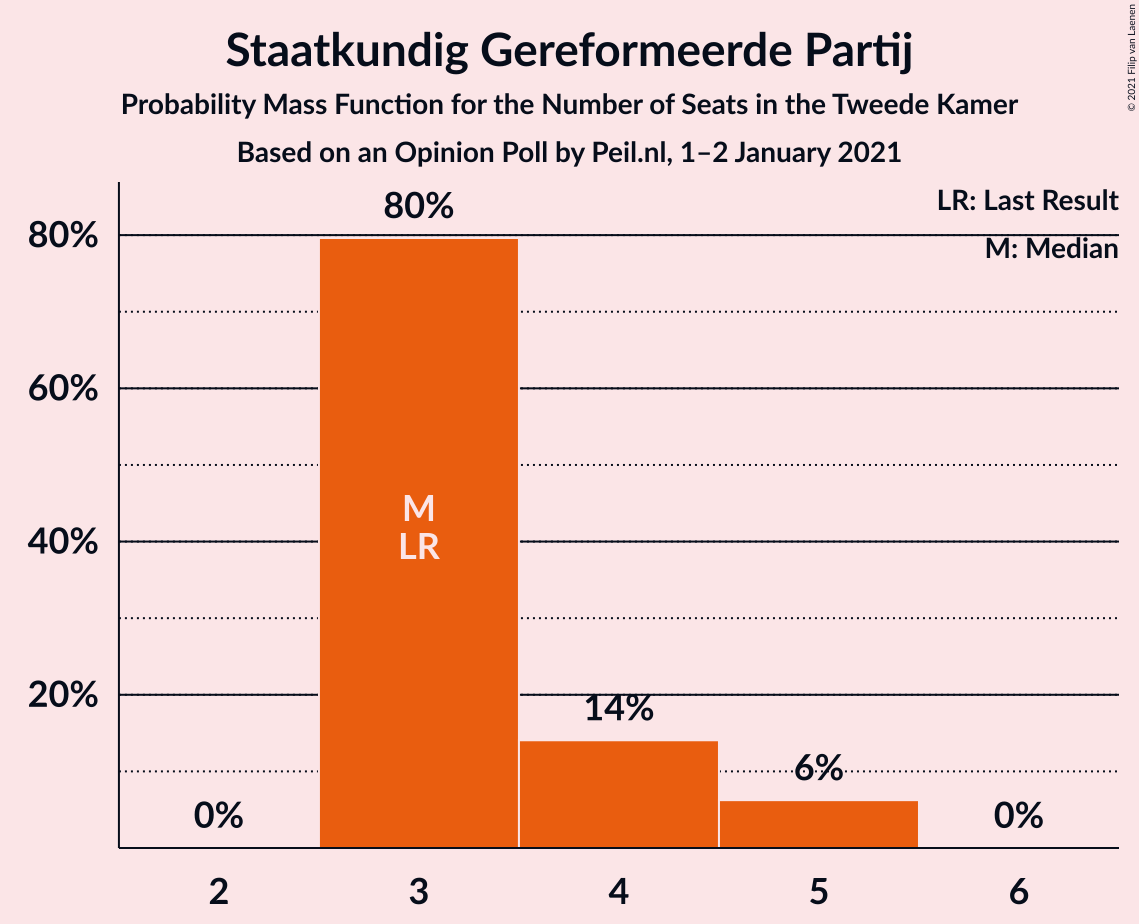 Staatkundig Gereformeerde Partij
Probability Mass Function for the Number of Seats in the Tweede Kamer
Based on an Opinion Poll by Peil.nl, 1–2 January 2021
© 2021 Filip van Laenen
LR: Last Result
M: Median
80%
60%
40%
20%
0%
80%
M
LR
14%
6%
0%
2
3
4
5
6